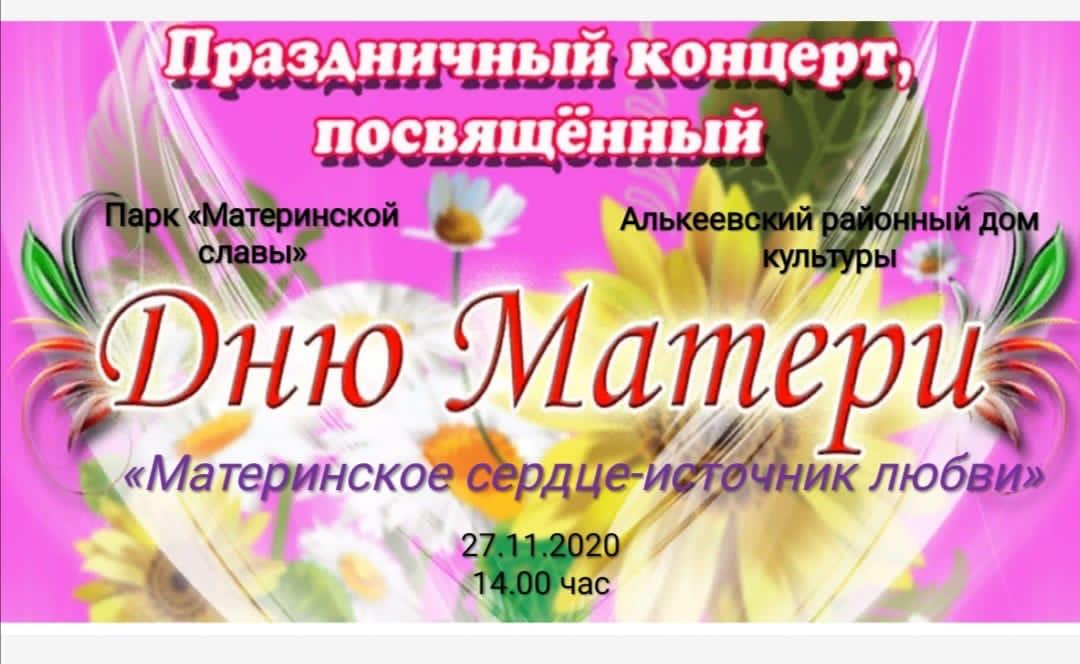 Праздничный концерт,
посвящённый
Парк «Материнской
славы»
Алькеевский районный дом
культуры
Дню Матери
«Материнское сердце-источник любви»
27.11.2020
14.00 час